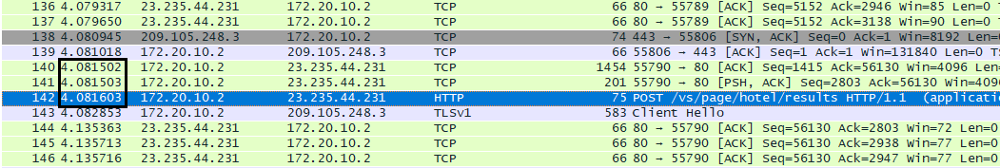 136 4.079317 23.235.44.231 172.20.10.2 TCP 66 80 → 55789 [ACK] Seq=5152 Ack=2946 Win=85 Len=0
137 4.079650 23.235.44.231 172.20.10.2 TCP 66 80 → 55789 [ACK] Seq=5152 Ack=3138 Win=90 Len=0
138 4.080945 209.105.248.3 172.20.10.2 TCP 74 443 → 55806 [SYN, ACK] Seq=0 Ack=1 Win=8192 Len=0
139 4.081018 172.20.10.2 209.105.248.3 TCP 66 55806 → 443 [ACK] Seq=1 Ack=1 Win=131840 Len=0 TS
140 4.081502 172.20.10.2 23.235.44.231 TCP 1454 55790 → 80 [ACK] Seq=1415 Ack=56130 Win=4096 Len=
141 4.081503 172.20.10.2 23.235.44.231 TCP 201 55790 → 80 [PSH, ACK] Seq=2803 Ack=56130 Win=4096
142 4.081603 172.20.10.2 23.235.44.231 HTTP 75 POST /vs/page/hotel/results HTTP/1.1 (applicatio
143 4.082853 172.20.10.2 209.105.248.3 TLSv1 583 Client Hello
144 4.135363 23.235.44.231 172.20.10.2 TCP 66 80 → 55790 [ACK] Seq=56130 Ack=2803 Win=72 Len=0
145 4.135713 23.235.44.231 172.20.10.2 TCP 66 80 → 55790 [ACK] Seq=56130 Ack=2938 Win=77 Len=0
146 4.135716 23.235.44.231 172.20.10.2 TCP 66 80 → 55790 [ACK] Seq=56130 Ack=2947 Win=77 Len=0